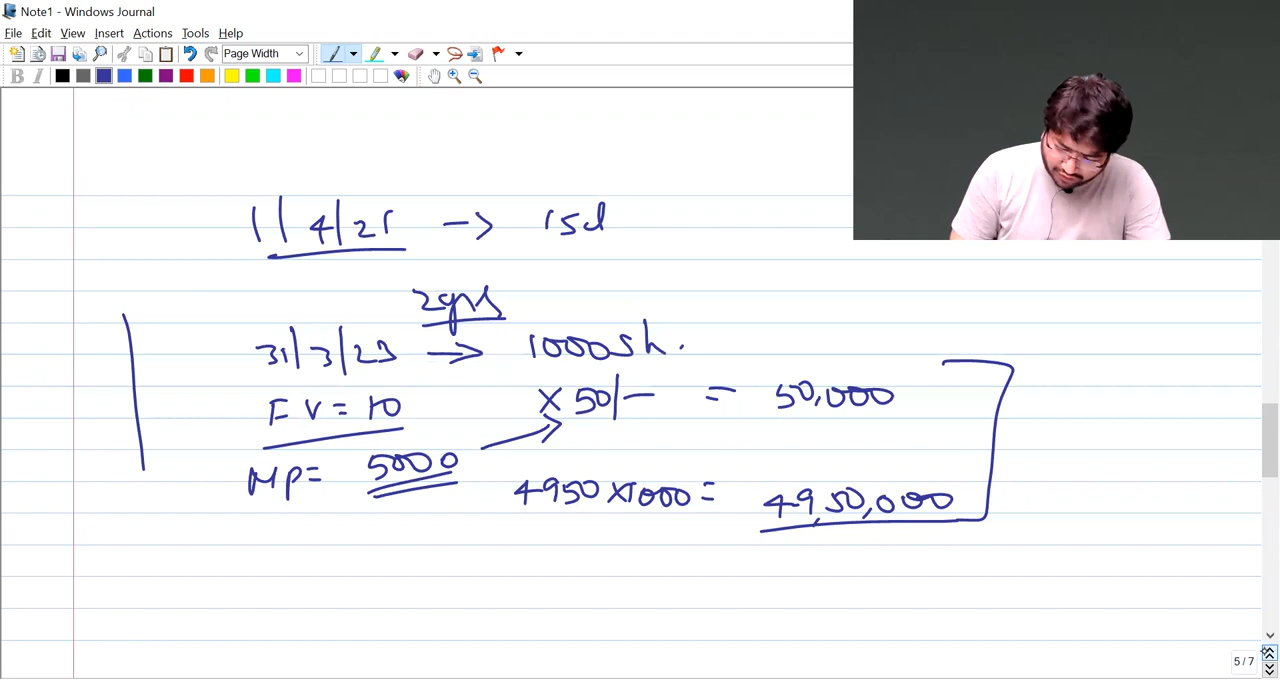 Note1 - Windows Journal
File Edit View Insert Actions Tools Help
Page Width
B I
1/4/21 →
2yrs
31/3/23 → 1000 sh.
FV = 10 × 50/- = 50,000
MP = 5000
4950 × 1000 = 49,50,000
5 / 7